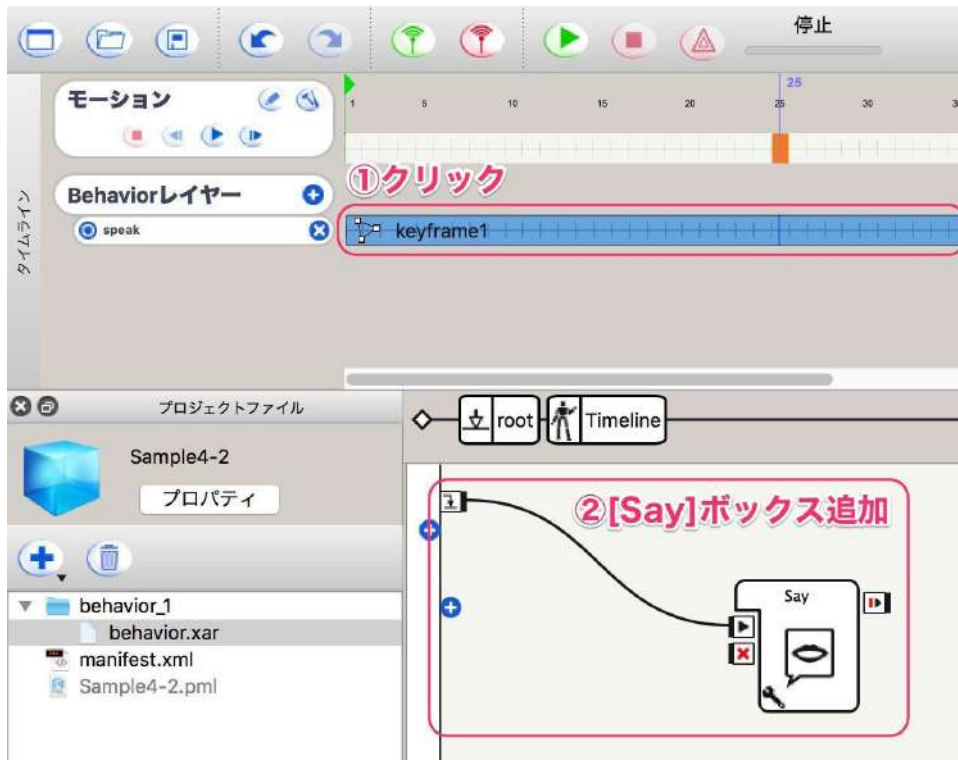 停止
モーション
25
1 5 10 15 20 25 30
①クリック
Behaviorレイヤー
speak
keyframe1
タイムライン
プロジェクトファイル
root
Timeline
Sample4-2
プロパティ
②[Say]ボックス追加
Say
behavior_1
behavior.xar
manifest.xml
Sample4-2.pml